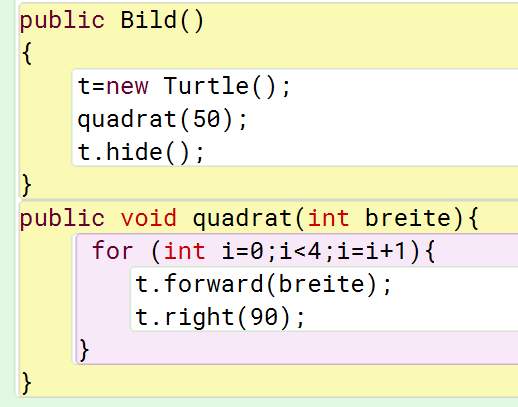 public Bild()
{
t=new Turtle();
quadrat(50);
t.hide();
}
public void quadrat(int breite){
for (int i=0;i<4;i=i+1){
t.forward(breite);
t.right(90);
}
}